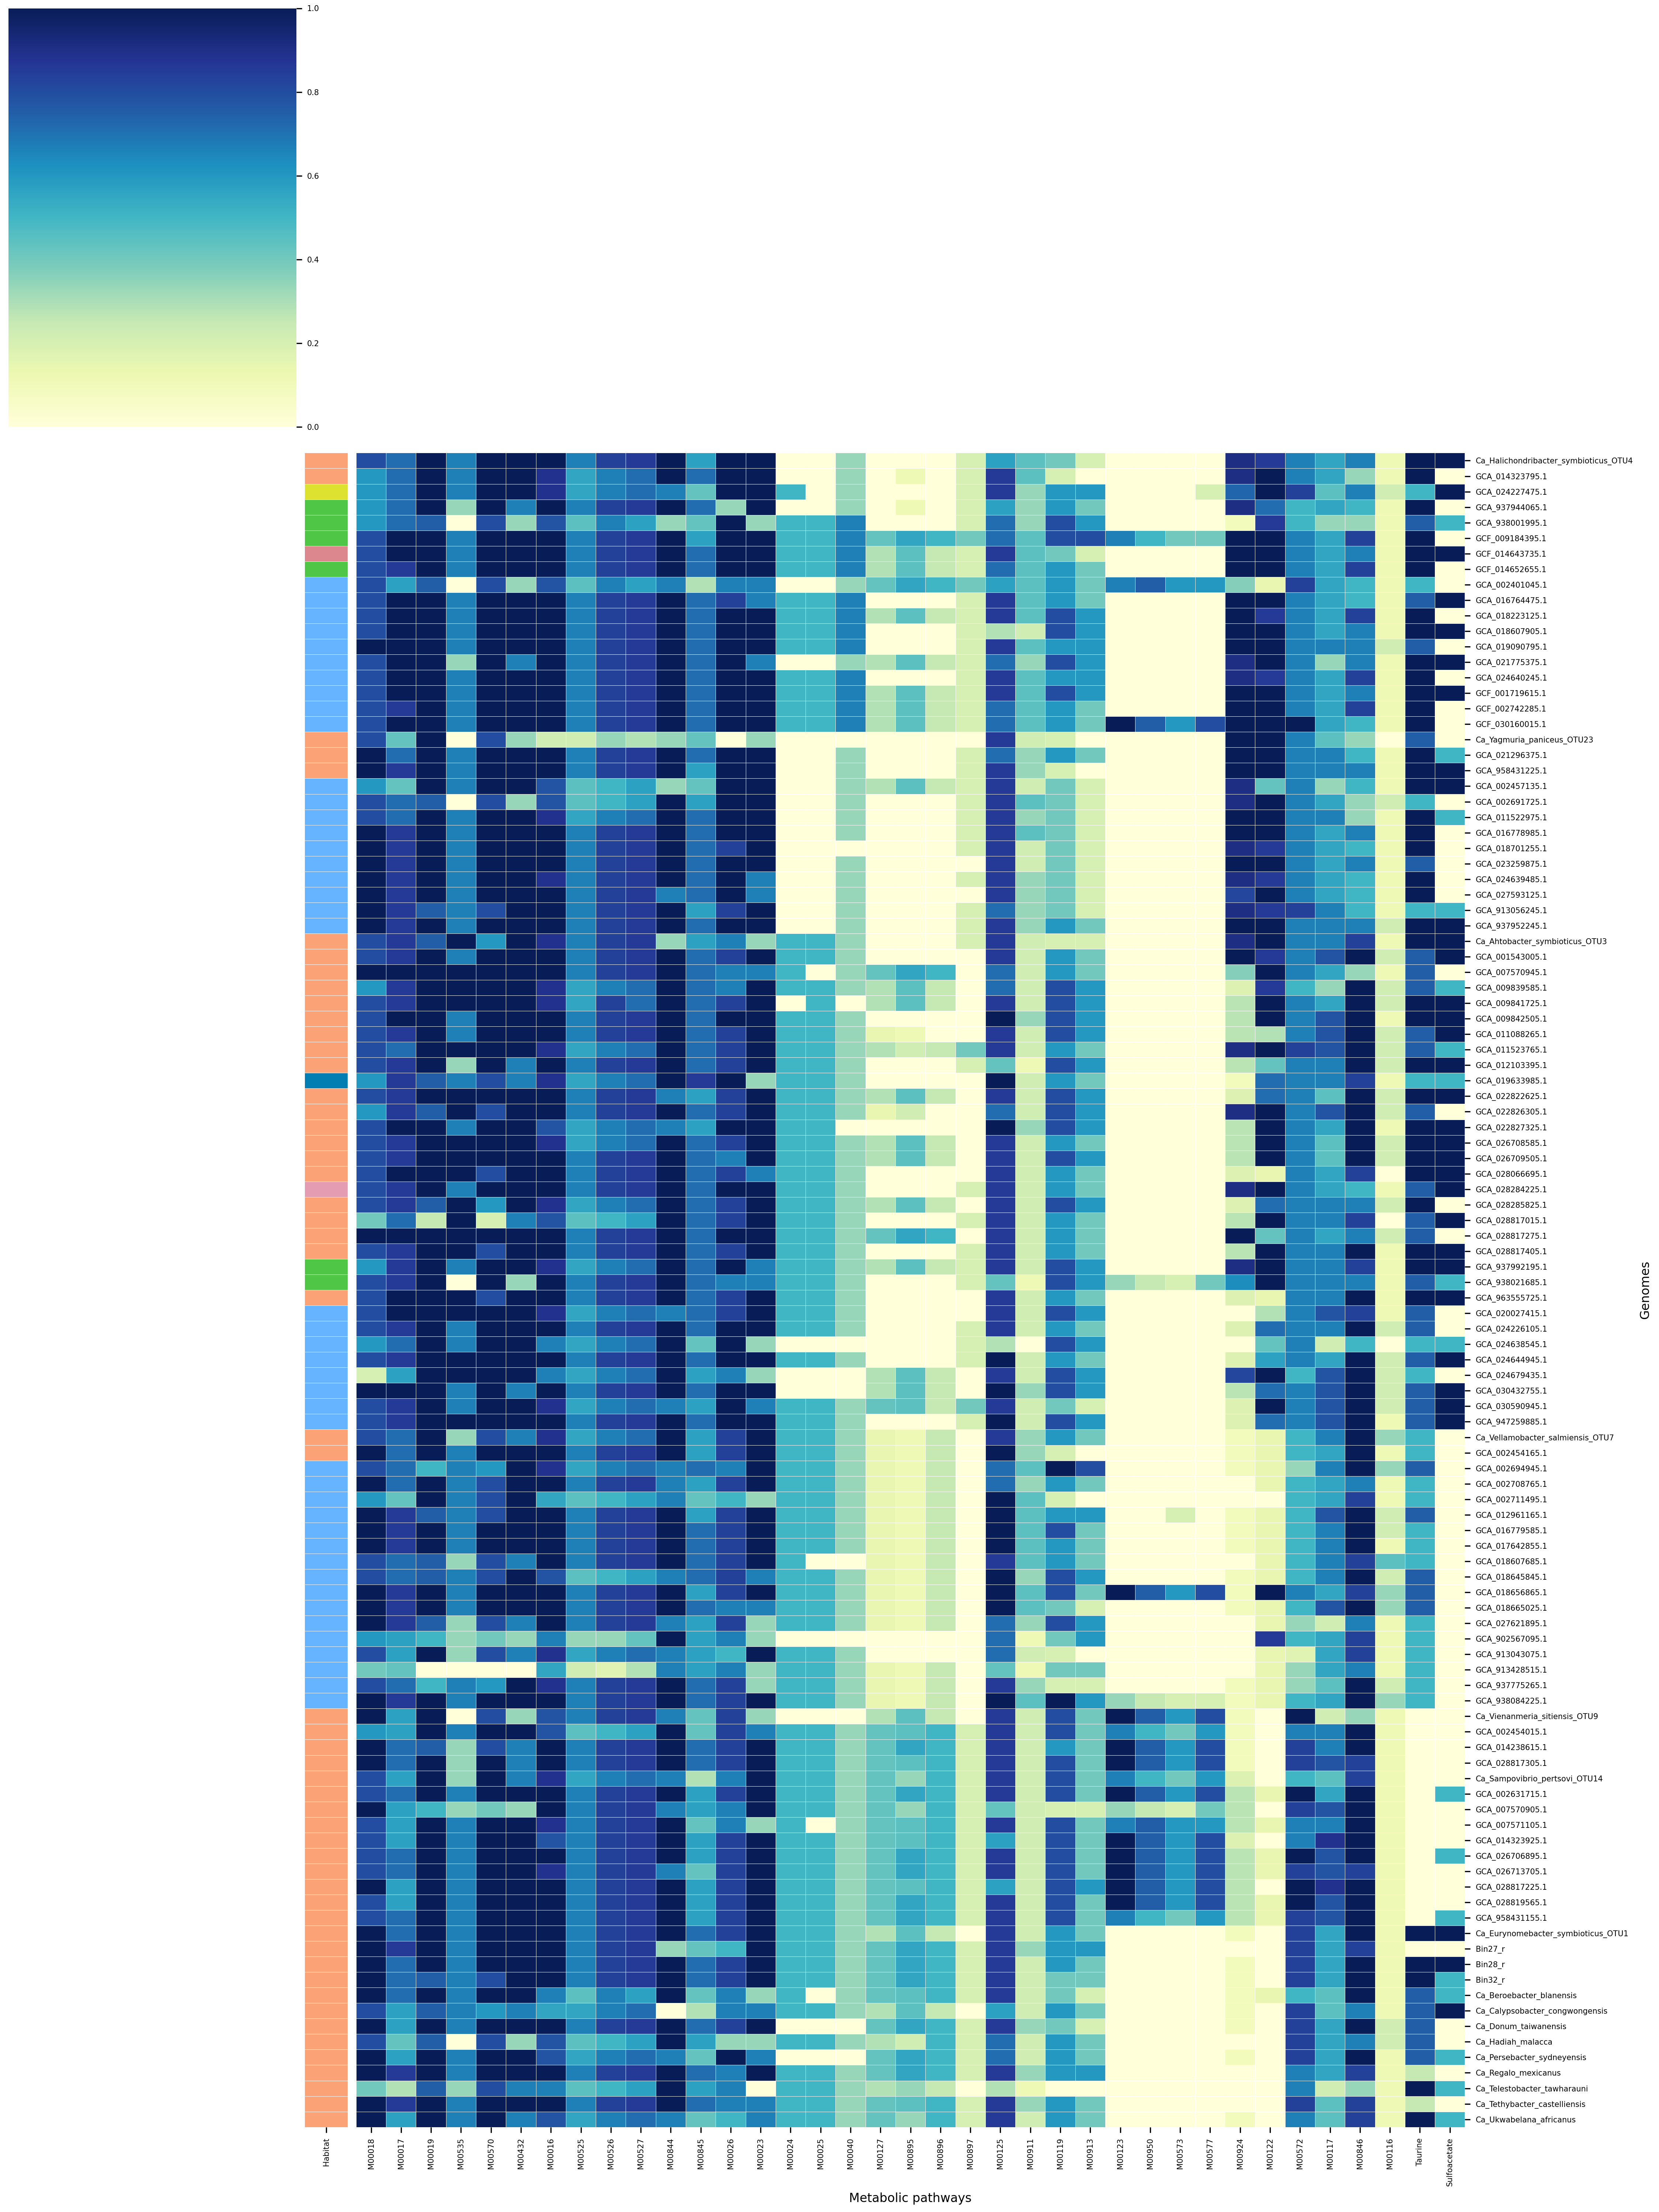 1.0
0.8
0.6
0.4
0.2
0.0
Ca_Halichondribacter_symbioticus_OTU4
GCA_014323795.1
GCA_024227475.1
GCA_937944065.1
GCA_938001995.1
GCF_009184395.1
GCF_014643735.1
GCF_014652655.1
GCA_002401045.1
GCA_016764475.1
GCA_018223125.1
GCA_018607905.1
GCA_019090795.1
GCA_021775375.1
GCA_024640245.1
GCF_001719615.1
GCF_002742285.1
GCF_030160015.1
Ca_Yagmuria_paniceus_OTU23
GCA_021296375.1
GCA_958431225.1
GCA_002457135.1
GCA_002691725.1
GCA_011522975.1
GCA_016778985.1
GCA_018701255.1
GCA_023259875.1
GCA_024639485.1
GCA_027593125.1
GCA_913056245.1
GCA_937952245.1
Ca_Ahtobacter_symbioticus_OTU3
GCA_001543005.1
GCA_007570945.1
GCA_009839585.1
GCA_009841725.1
GCA_009842505.1
GCA_011088265.1
GCA_011523765.1
GCA_012103395.1
GCA_019633985.1
GCA_022822625.1
GCA_022826305.1
GCA_022827325.1
GCA_026708585.1
GCA_026709505.1
GCA_028066695.1
GCA_028284225.1
GCA_028285825.1
GCA_028817015.1
GCA_028817275.1
GCA_028817405.1
GCA_937992195.1
GCA_938021685.1
GCA_963555725.1
GCA_020027415.1
GCA_024226105.1
GCA_024638545.1
GCA_024644945.1
GCA_024679435.1
GCA_030432755.1
GCA_030590945.1
GCA_947259885.1
Ca_Vellamobacter_salmiensis_OTU7
GCA_002454165.1
GCA_002694945.1
GCA_002708765.1
GCA_002711495.1
GCA_012961165.1
GCA_016779585.1
GCA_017642855.1
GCA_018607685.1
GCA_018645845.1
GCA_018656865.1
GCA_018665025.1
GCA_027621895.1
GCA_902567095.1
GCA_913043075.1
GCA_913428515.1
GCA_937775265.1
GCA_938084225.1
Ca_Vienanmeria_sitiensis_OTU9
GCA_002454015.1
GCA_014238615.1
GCA_028817305.1
Ca_Sampovibrio_pertsovi_OTU14
GCA_002631715.1
GCA_007570905.1
GCA_007571105.1
GCA_014323925.1
GCA_026706895.1
GCA_026713705.1
GCA_028817225.1
GCA_028819565.1
GCA_958431155.1
Ca_Eurynomebacter_symbioticus_OTU1
Bin27_r
Bin28_r
Bin32_r
Ca_Beroebacter_blanensis
Ca_Calypsobacter_congwongensis
Ca_Donum_taiwanensis
Ca_Hadiah_malacca
Ca_Persebacter_sydneyensis
Ca_Regalo_mexicanus
Ca_Telestobacter_tawharauni
Ca_Tethybacter_castelliensis
Ca_Ukwabelana_africanus
Genomes
Habitat
M00018
M00017
M00019
M00535
M00570
M00432
M00016
M00525
M00526
M00527
M00844
M00845
M00026
M00023
M00024
M00025
M00040
M00127
M00895
M00896
M00897
M00125
M00911
M00119
M00913
M00123
M00950
M00573
M00577
M00924
M00122
M00572
M00117
M00846
M00116
Taurine
Sulfoacetate
Metabolic pathways